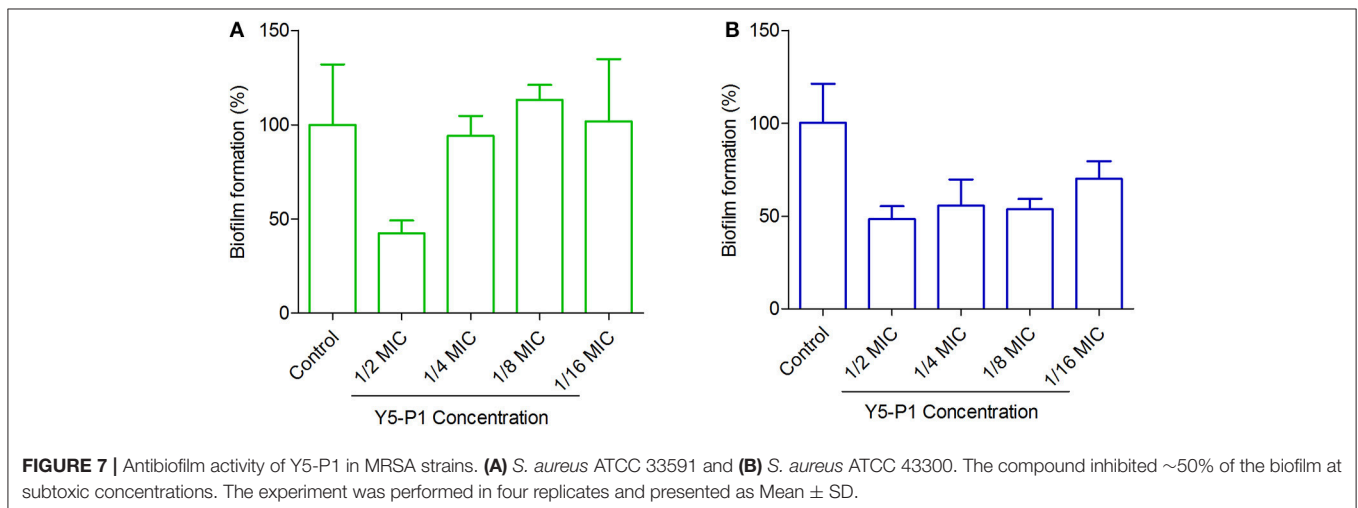 A
Biofilm formation (%)
150
100
50
0
Control
1/2 MIC
1/4 MIC
1/8 MIC
1/16 MIC
Y5-P1 Concentration
B
Biofilm formation (%)
150
100
50
0
Control
1/2 MIC
1/4 MIC
1/8 MIC
1/16 MIC
Y5-P1 Concentration
FIGURE 7 | Antibiofilm activity of Y5-P1 in MRSA strains. (A) S. aureus ATCC 33591 and (B) S. aureus ATCC 43300. The compound inhibited ~50% of the biofilm at
subtoxic concentrations. The experiment was performed in four replicates and presented as Mean ± SD.